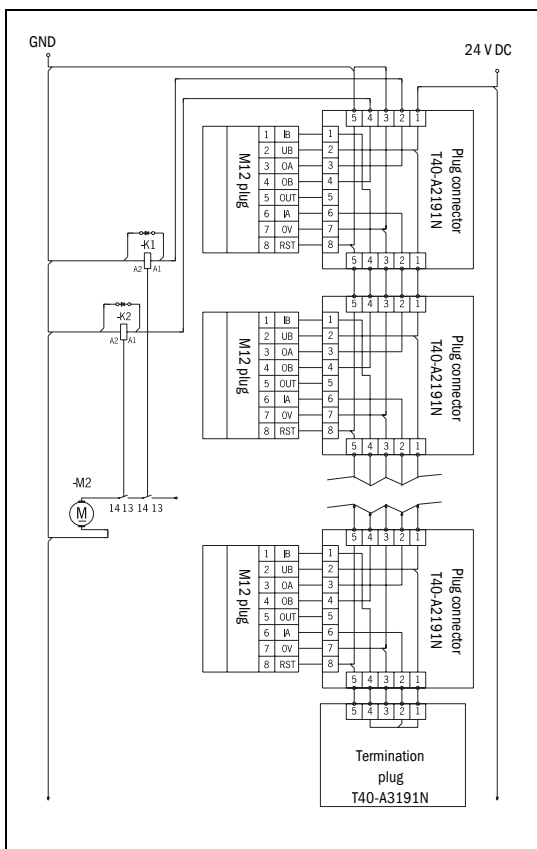 GND
24 V DC
5 4 3 2 1
M12 plug
1 IB 1
2 UB 2
3 OA 3
4 OB 4
5 OUT 5
6 IA 6
7 0V 7
8 RST 8
Plug connector
T40-A2191N
5 4 3 2 1
-K1
A2 A1
-K2
A2 A1
5 4 3 2 1
M12 plug
1 IB 1
2 UB 2
3 OA 3
4 OB 4
5 OUT 5
6 IA 6
7 0V 7
8 RST 8
Plug connector
T40-A2191N
5 4 3 2 1
-M2
M
14 13 14 13
5 4 3 2 1
M12 plug
1 IB 1
2 UB 2
3 OA 3
4 OB 4
5 OUT 5
6 IA 6
7 0V 7
8 RST 8
Plug connector
T40-A2191N
5 4 3 2 1
5 4 3 2 1
Termination
plug
T40-A3191N